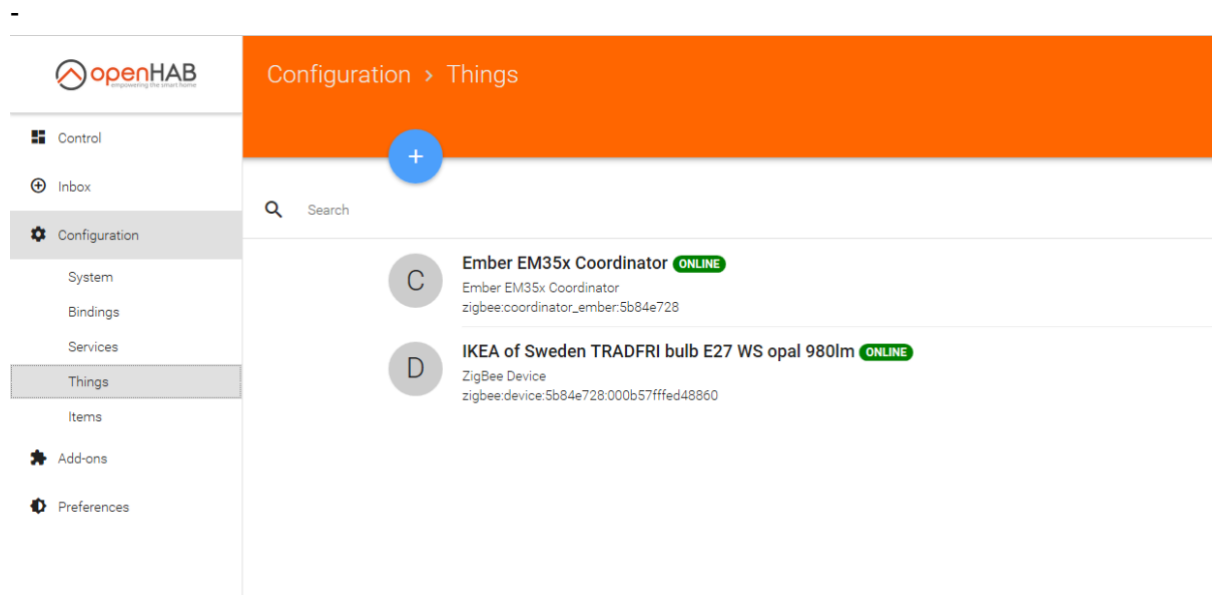 -
openHAB
empowering the smart home
Control
Inbox
Configuration
System
Bindings
Services
Things
Items
Add-ons
Preferences
Configuration > Things
+
Search
C
Ember EM35x Coordinator ONLINE
Ember EM35x Coordinator
zigbee:coordinator_ember:5b84e728
D
IKEA of Sweden TRADFRI bulb E27 WS opal 980lm ONLINE
ZigBee Device
zigbee:device:5b84e728:000b57fffed48860